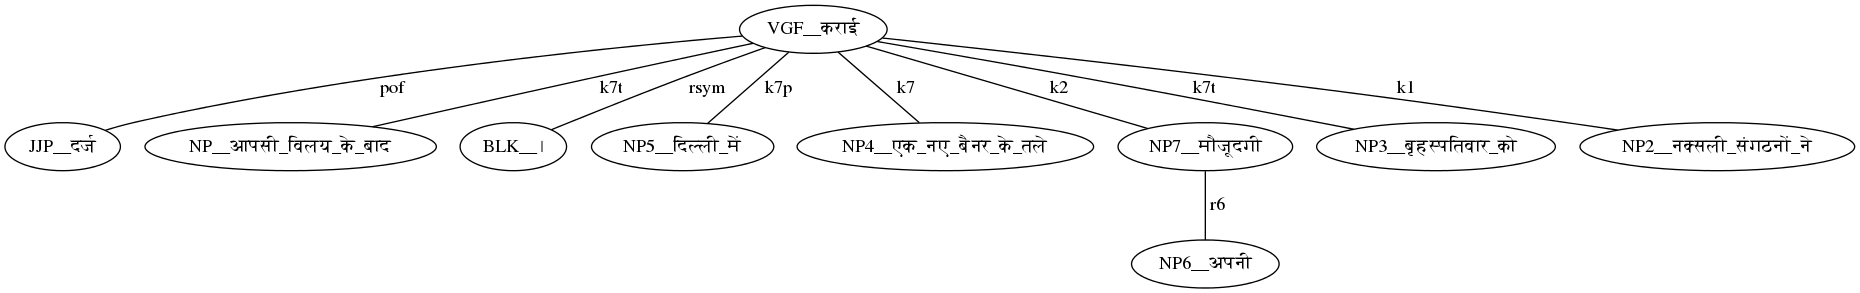 VGF__कराई
pof
k7t
rsym
k7p
k7
k2
k7t
k1
JJP__दर्ज
NP__आपसी_विलय_के_बाद
BLK__।
NP5__दिल्ली_में
NP4__एक_नए_बैनर_के_तले
NP7__मौजूदगी
NP3__बृहस्पतिवार_को
NP2__नक्सली_संगठनों_ने
r6
NP6__अपनी